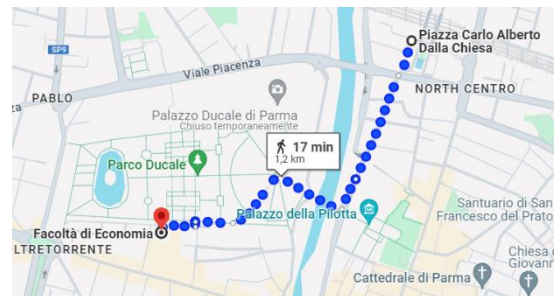 Piazza Carlo Alberto
Dalla Chiesa
SP9
Viale Piacenza
NORTH CENTRO
PABLO
Palazzo Ducale di Parma
Chiuso temporaneamente
17 min
1,2 km
Parco Ducale
Santuario di San
Francesco del Prato
Palazzo della Pilotta
Facoltà di Economia
LTRETORRENTE
Chiesa d
Giovann
Cattedrale di Parma